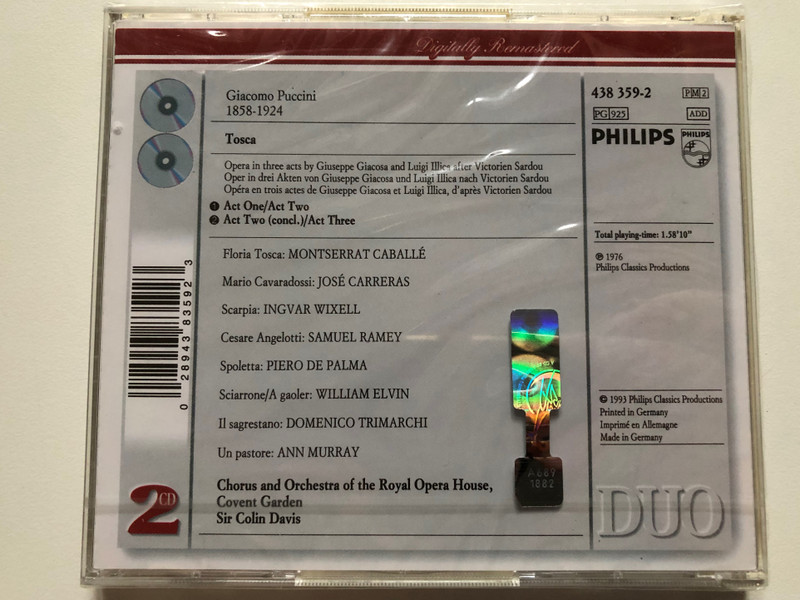 Digitally Remastered
Giacomo Puccini
1858-1924
Tosca
Opera in three acts by Giuseppe Giacosa and Luigi Illica after Victorien Sardou
Oper in drei Akten von Giuseppe Giacosa und Luigi Illica nach Victorien Sardou
Opéra en trois actes de Giuseppe Giacosa et Luigi Illica, d'après Victorien Sardou
❶ Act One/Act Two
❷ Act Two (concl.)/Act Three
Floria Tosca: MONTSERRAT CABALLÉ
Mario Cavaradossi: JOSÉ CARRERAS
Scarpia: INGVAR WIXELL
Cesare Angelotti: SAMUEL RAMEY
Spoletta: PIERO DE PALMA
Sciarrone/A gaoler: WILLIAM ELVIN
Il sagrestano: DOMENICO TRIMARCHI
Un pastore: ANN MURRAY
Chorus and Orchestra of the Royal Opera House,
Covent Garden
Sir Colin Davis
438 359-2 PM2
PG 925 ADD
PHILIPS PHILIPS
Total playing-time: 1.58'10"
℗ 1976
Philips Classics Productions
© 1993 Philips Classics Productions
Printed in Germany
Imprimé en Allemagne
Made in Germany
DUO
0 28943 83592 3
2 CD
A689
1882